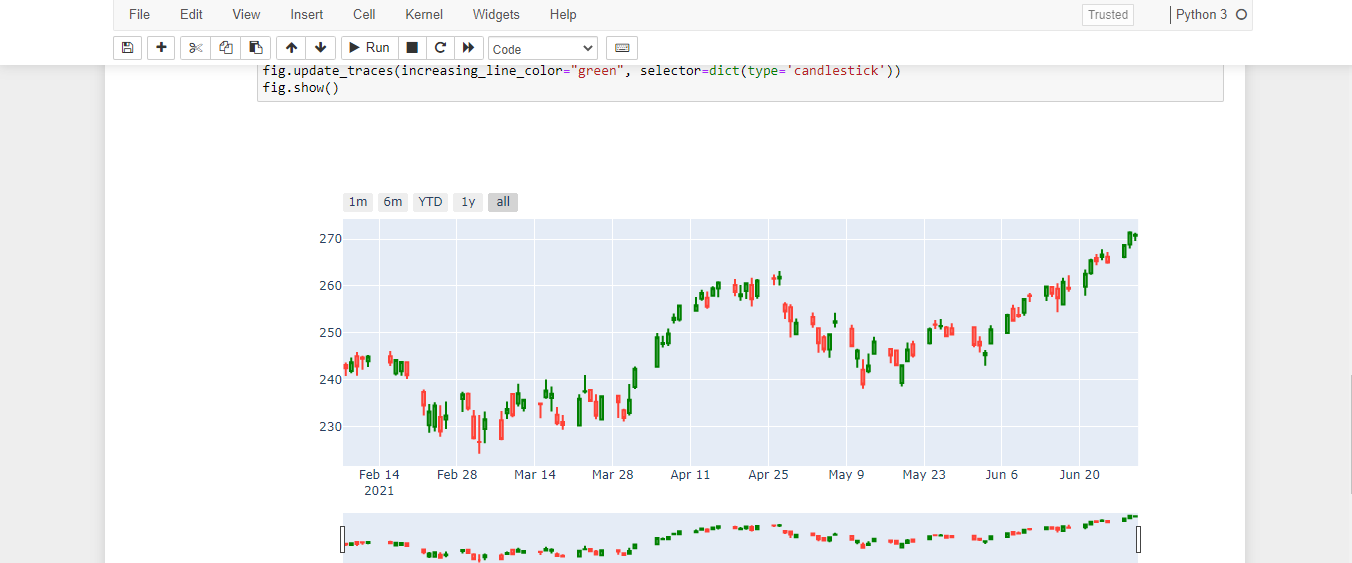 File Edit View Insert Cell Kernel Widgets Help Trusted Python 3
Run Code
fig.update_traces(increasing_line_color="green", selector=dict(type='candlestick'))
fig.show()
1m 6m YTD 1y all
270
260
250
240
230
Feb 14 Feb 28 Mar 14 Mar 28 Apr 11 Apr 25 May 9 May 23 Jun 6 Jun 20
2021